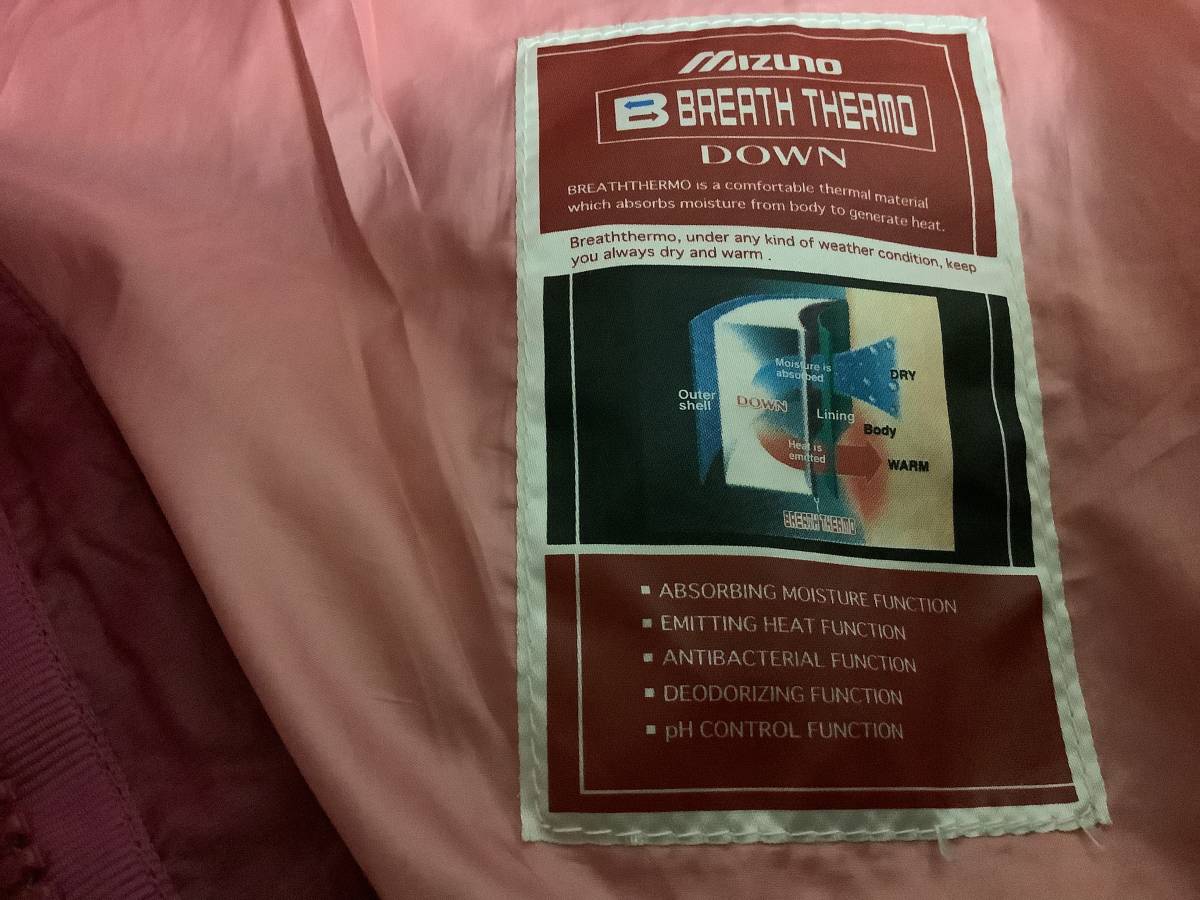 MIZUNO
B BREATH THERMO
DOWN
BREATHTHERMO is a comfortable thermal material
which absorbs moisture from body to generate heat.
Breaththermo, under any kind of weather condition, keep
you always dry and warm .
Moisture is
absorbed
DRY
Outer
shell
DOWN
Lining
Body
Heat is
emitted
WARM
BREATH THERMO
▪ ABSORBING MOISTURE FUNCTION
▪ EMITTING HEAT FUNCTION
▪ ANTIBACTERIAL FUNCTION
▪ DEODORIZING FUNCTION
▪ pH CONTROL FUNCTION